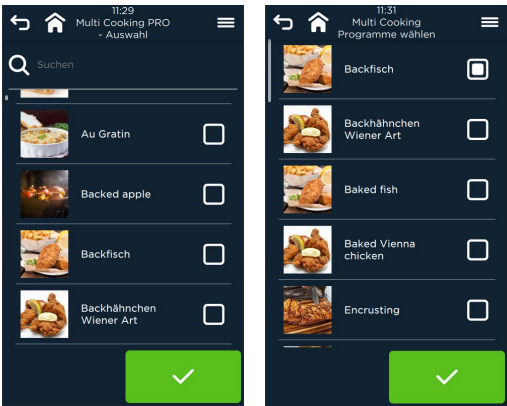 11:29
Multi Cooking PRO
- Auswahl
Suchen
Au Gratin
Backed apple
Backfisch
Backhähnchen
Wiener Art
11:31
Multi Cooking
Programme wählen
Backfisch
Backhähnchen
Wiener Art
Baked fish
Baked Vienna
chicken
Encrusting